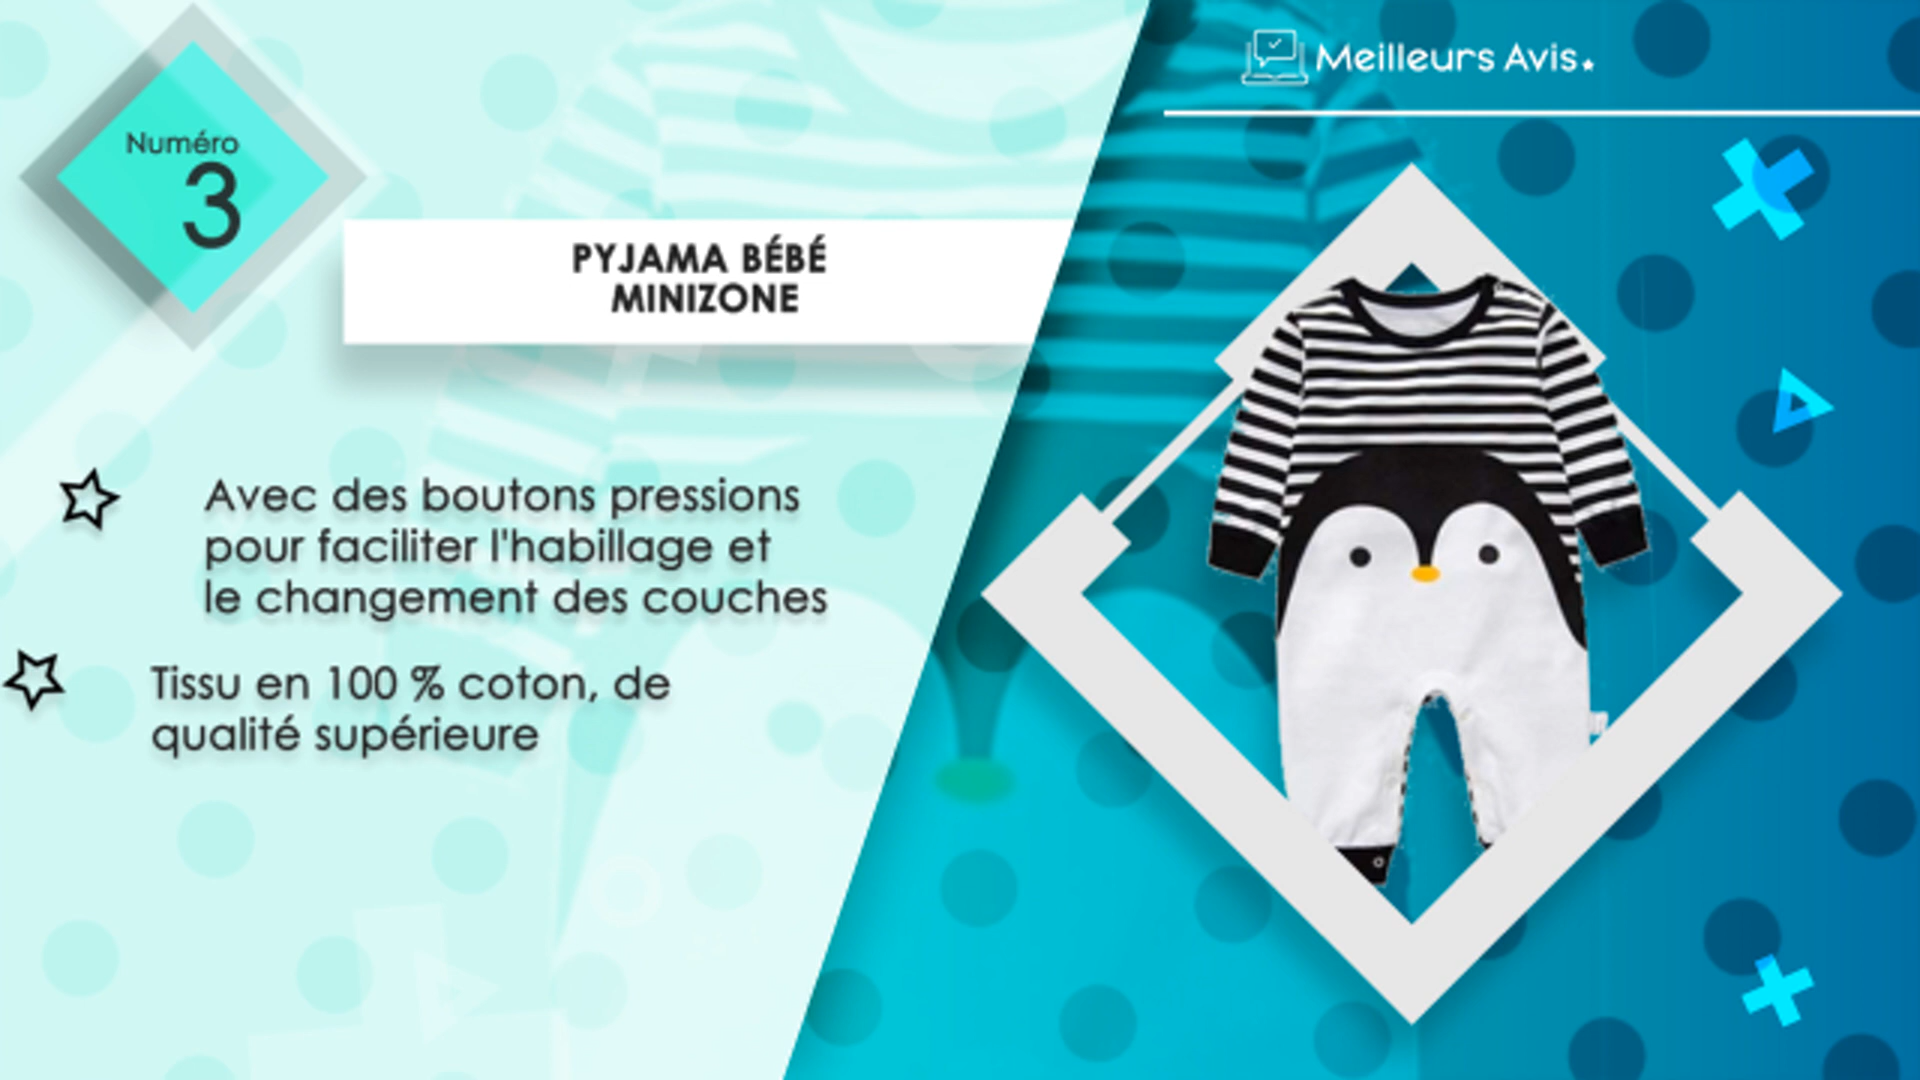 Numéro
3
Meilleurs Avis
PYJAMA BÉBÉ
MINIZONE
Avec des boutons pressions
pour faciliter l'habillage et
le changement des couches
Tissu en 100 % coton, de
qualité supérieure